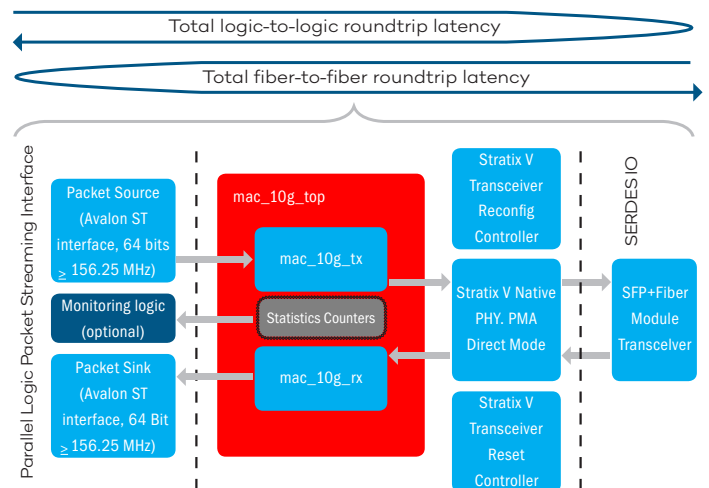 Total logic-to-logic roundtrip latency
Total fiber-to-fiber roundtrip latency
Parallel Logic Packet Streaming Interface
Packet Source
(Avalon ST
interface, 64 bits
≥ 156.25 MHz)
Monitoring logic
(optional)
Packet Sink
(Avalon ST
interface, 64 Bit
≥ 156.25 MHz)
mac_10g_top
mac_10g_tx
Statistics Counters
mac_10g_rx
Stratix V
Transceiver
Reconfig
Controller
Stratix V Native
PHY. PMA
Direct Mode
Stratix V
Transceiver
Reset
Controller
SERDES IO
SFP+Fiber
Module
Transcelver